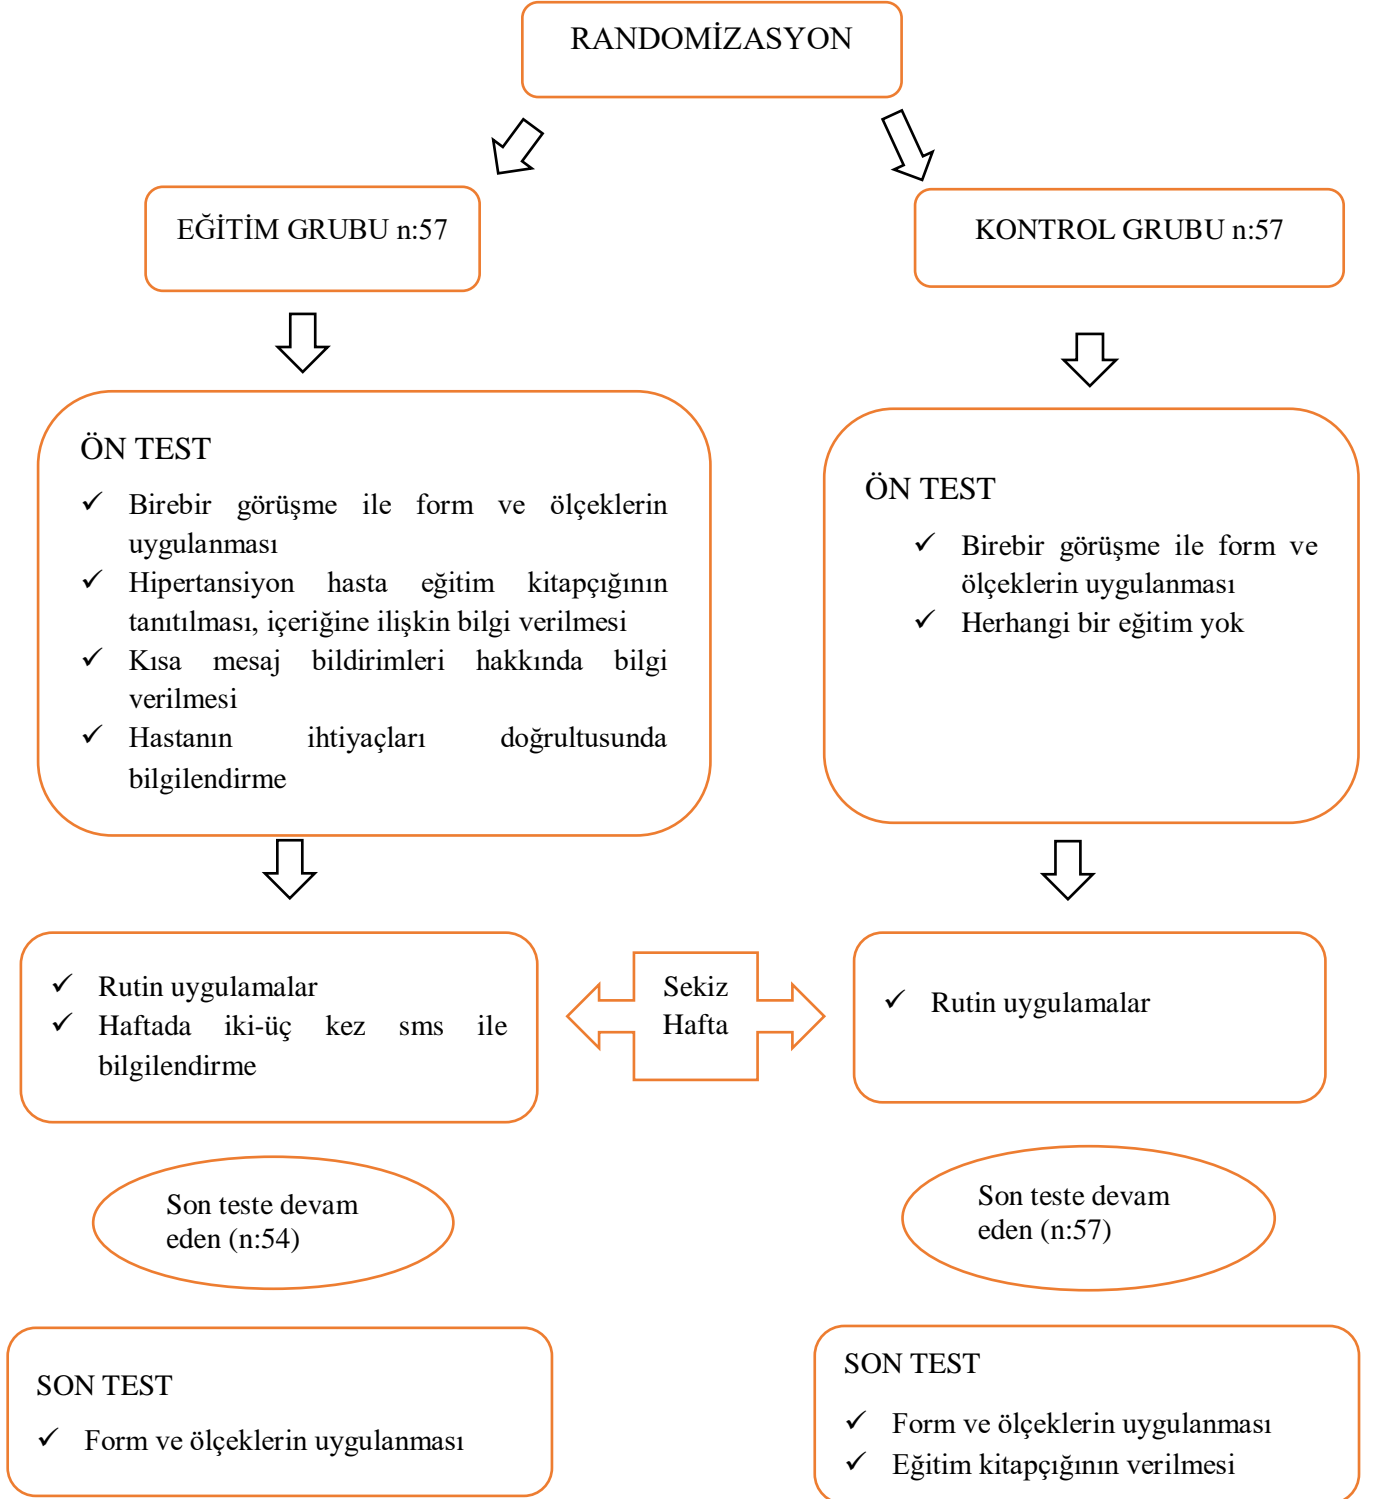 RANDOMİZASYON
EĞİTİM GRUBU n:57
KONTROL GRUBU n:57
ÖN TEST
✓ Birebir görüşme ile form ve ölçeklerin
uygulanması
✓ Hipertansiyon hasta eğitim kitapçığının
tanıtılması, içeriğine ilişkin bilgi verilmesi
✓ Kısa mesaj bildirimleri hakkında bilgi
verilmesi
✓ Hastanın ihtiyaçları doğrultusunda
bilgilendirme
ÖN TEST
✓ Birebir görüşme ile form ve
ölçeklerin uygulanması
✓ Herhangi bir eğitim yok
✓ Rutin uygulamalar
✓ Haftada iki-üç kez sms ile
bilgilendirme
Sekiz
Hafta
✓ Rutin uygulamalar
Son teste devam
eden (n:54)
Son teste devam
eden (n:57)
SON TEST
✓ Form ve ölçeklerin uygulanması
SON TEST
✓ Form ve ölçeklerin uygulanması
✓ Eğitim kitapçığının verilmesi